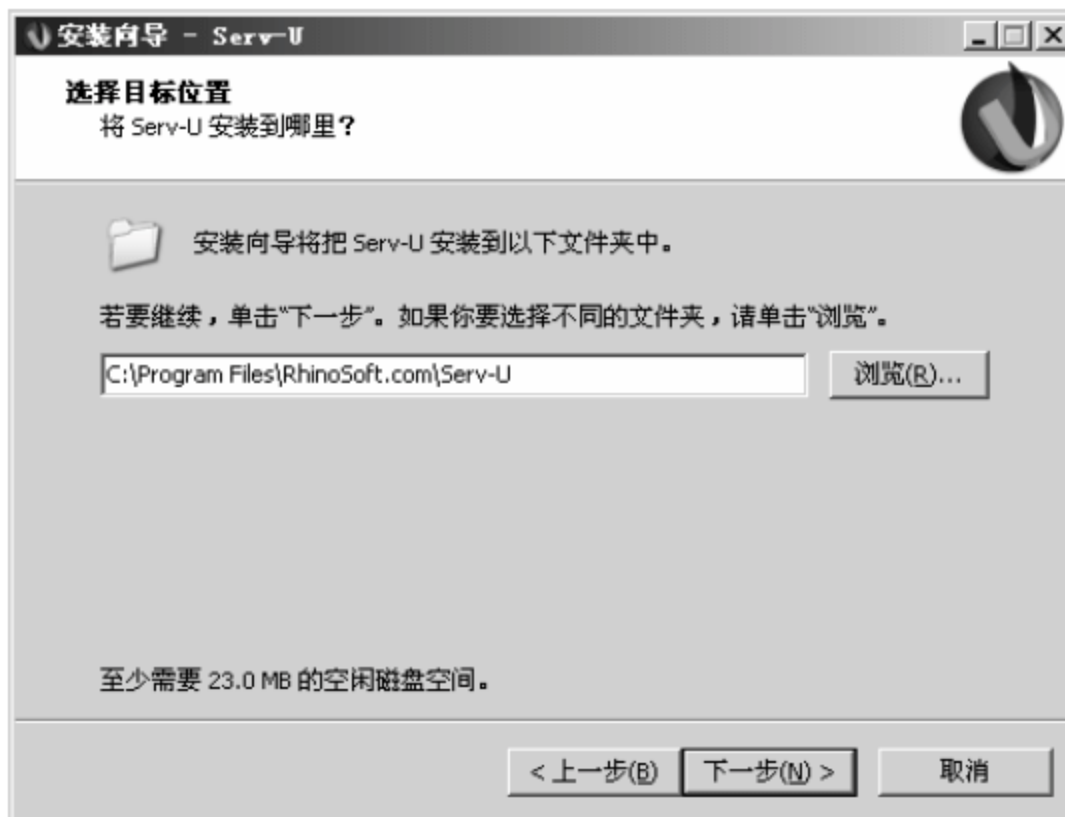 安装向导 - Serv-U
选择目标位置
将 Serv-U 安装到哪里?
安装向导将把 Serv-U 安装到以下文件夹中。
若要继续，单击“下一步”。如果你要选择不同的文件夹，请单击“浏览”。
C:\Program Files\RhinoSoft.com\Serv-U
浏览(R)...
至少需要 23.0 MB 的空闲磁盘空间。
< 上一步(B) 下一步(N) > 取消